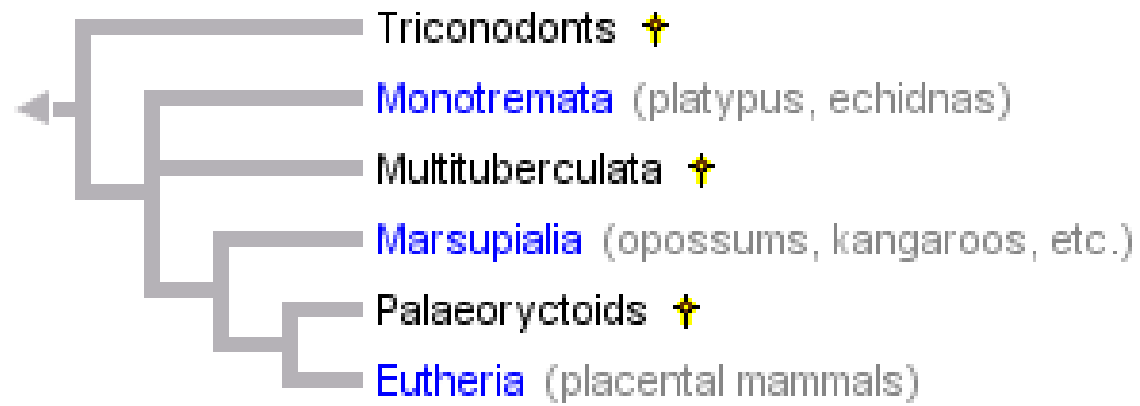 Triconodonts †
Monotremata (platypus, echidnas)
Multituberculata †
Marsupialia (opossums, kangaroos, etc.)
Palaeoryctoids †
Eutheria (placental mammals)